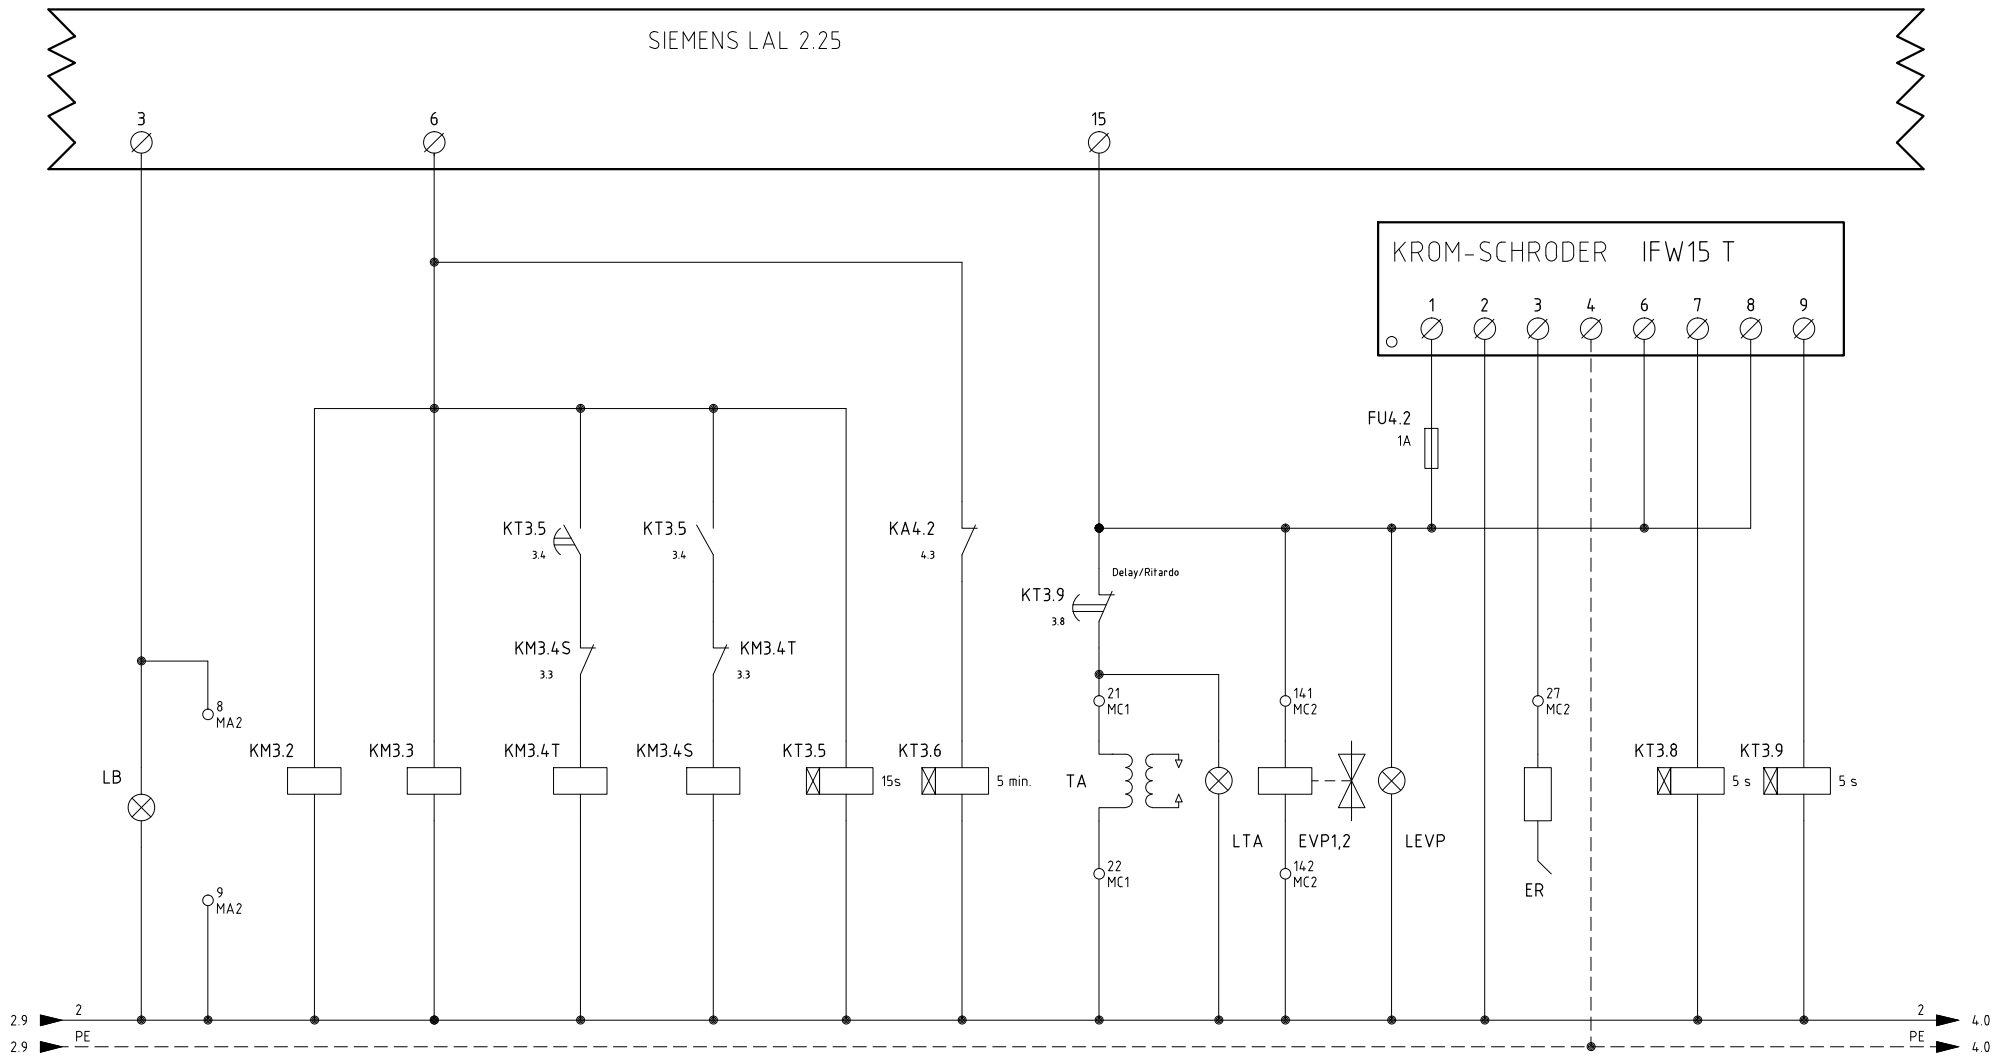 SIEMENS LAL 2.25
3
6
15
KROM-SCHRODER IFW15 T
1 2 3 4 6 7 8 9
FU4.2
1A
KT3.5
3.4
KT3.5
3.4
KA4.2
4.3
Delay/Ritardo
KT3.9
3.8
KM3.4S
3.3
KM3.4T
3.3
8
MA2
21
MC1
141
MC2
27
MC2
LB
KM3.2
KM3.3
KM3.4T
KM3.4S
KT3.5
15s
KT3.6
5 min.
TA
KT3.8
5 s
KT3.9
5 s
LTA
EVP1,2
LEVP
22
MC1
142
MC2
ER
9
MA2
2.9
2
2
4.0
2.9
PE
PE
4.0